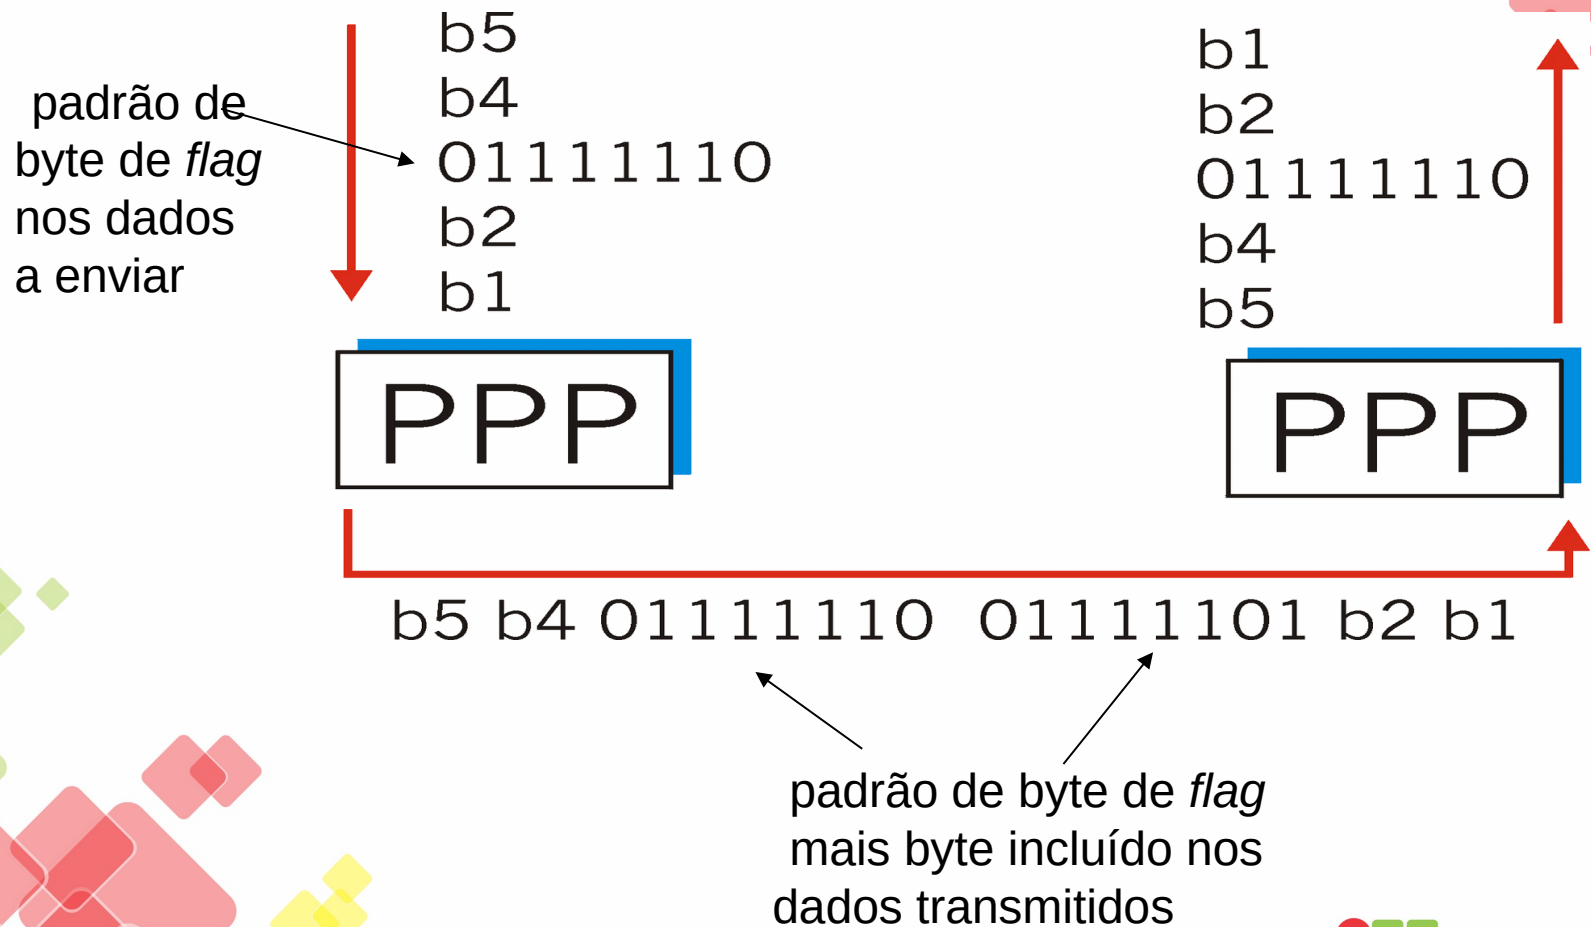 padrão de
byte de flag
nos dados
a enviar
b5
b4
01111110
b2
b1
b1
b2
01111110
b4
b5
PPP
PPP
b5 b4 01111110 01111101 b2 b1
padrão de byte de flag
mais byte incluído nos
dados transmitidos